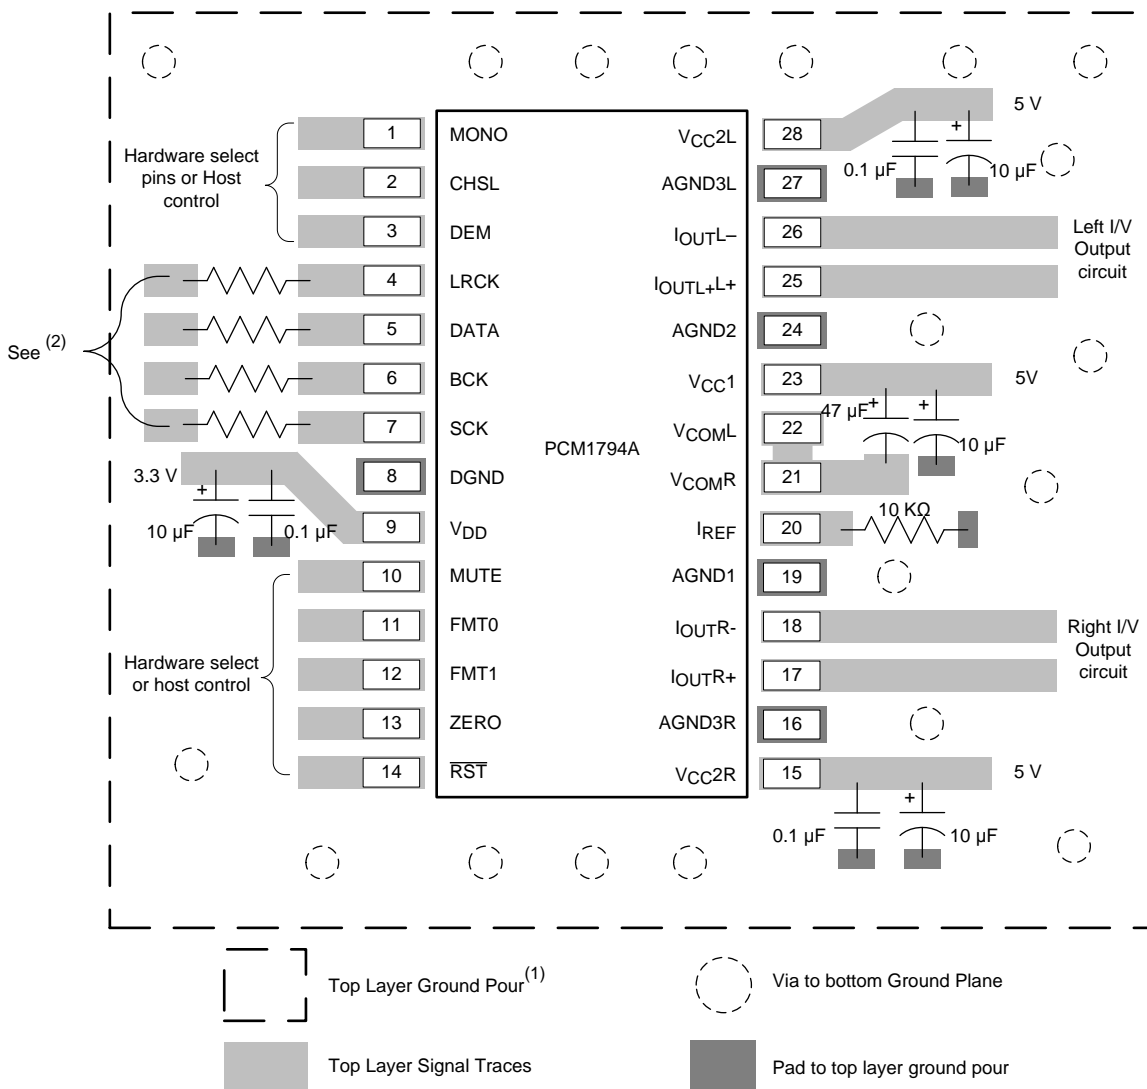 5 V
1 MONO
VCC2L 28
Hardware select
pins or Host
control
0.1 µF
+
10 µF
2 CHSL
AGND3L 27
3 DEM
IOUTL– 26
Left I/V
Output
circuit
4 LRCK
IOUTL+L+ 25
See (2)
5 DATA
AGND2 24
6 BCK
VCC1 23
5V
47 µF
+
+
10 µF
7 SCK
VCOML 22
PCM1794A
3.3 V
8 DGND
VCOMR 21
+
10 µF
0.1 µF
9 VDD
IREF 20
10 KΩ
10 MUTE
AGND1 19
11 FMT0
IOUTR- 18
Right I/V
Output
circuit
Hardware select
or host control
12 FMT1
IOUTR+ 17
13 ZERO
AGND3R 16
14 RST
VCC2R 15
5 V
0.1 µF
+
10 µF
Top Layer Ground Pour(1)
Via to bottom Ground Plane
Top Layer Signal Traces
Pad to top layer ground pour